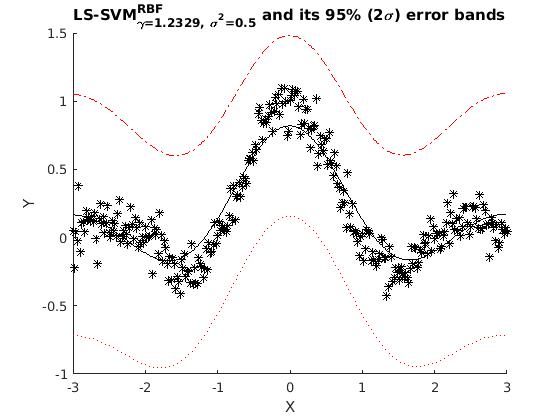 LS-SVM^RBF_γ=1.2329, σ²=0.5 and its 95% (2σ) error bands
1.5
1
0.5
0
-0.5
-1
Y
-3 -2 -1 0 1 2 3
X